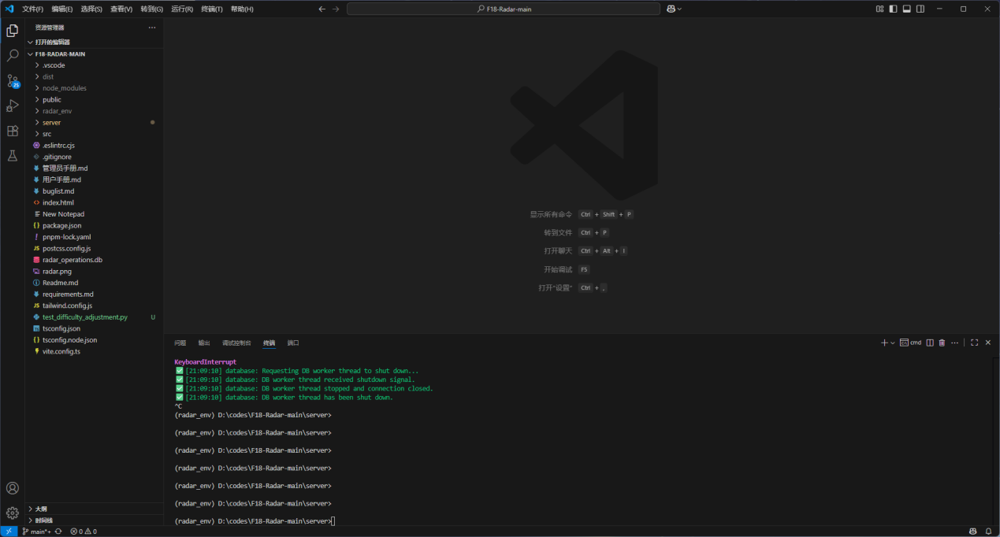 文件(F) 编辑(E) 选择(S) 查看(V) 转到(G) 运行(R) 终端(T) 帮助(H)
F18-Radar-main
资源管理器
打开的编辑器
F18-RADAR-MAIN
.vscode
dist
node_modules
public
radar_env
server
src
.eslintrc.cjs
.gitignore
管理员手册.md
用户手册.md
buglist.md
index.html
New Notepad
package.json
pnpm-lock.yaml
postcss.config.js
radar_operations.db
radar.png
Readme.md
requirements.md
tailwind.config.js
test_difficulty_adjustment.py U
tsconfig.json
tsconfig.node.json
vite.config.ts
大纲
时间线
25
显示所有命令 Ctrl + Shift + P
转到文件 Ctrl + P
打开聊天 Ctrl + Alt + I
开始调试 F5
打开"设置" Ctrl + ,
问题 输出 调试控制台 终端 端口
cmd
KeyboardInterrupt
[21:09:10] database: Requesting DB worker thread to shut down...
[21:09:10] database: DB worker thread received shutdown signal.
[21:09:10] database: DB worker thread stopped and connection closed.
[21:09:10] database: DB worker thread has been shut down.
^C
(radar_env) D:\codes\F18-Radar-main\server>
(radar_env) D:\codes\F18-Radar-main\server>
(radar_env) D:\codes\F18-Radar-main\server>
(radar_env) D:\codes\F18-Radar-main\server>
(radar_env) D:\codes\F18-Radar-main\server>
(radar_env) D:\codes\F18-Radar-main\server>
(radar_env) D:\codes\F18-Radar-main\server>
main*+ 0 0